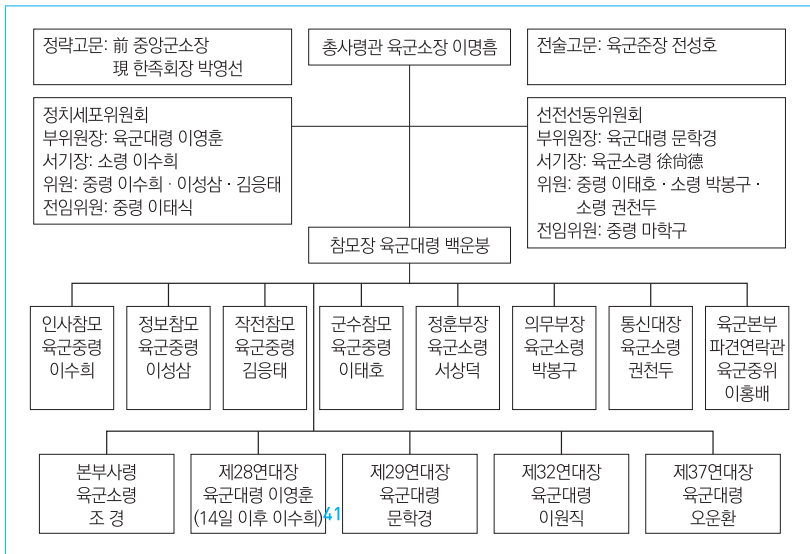 정략고문: 前 중앙군소장
現 한족회장 박영선
총사령관 육군소장 이명흠
전술고문: 육군준장 전성호
정치세포위원회
부위원장: 육군대령 이영훈
서기장: 소령 이수희
위원: 중령 이수희 · 이성삼 · 김응태
전임위원: 중령 이태식
선전선동위원회
부위원장: 육군대령 문학경
서기장: 육군소령 徐尙德
위원: 중령 이태호 · 소령 박봉구 ·
소령 권천두
전임위원: 중령 마학구
참모장 육군대령 백운붕
인사참모
육군중령
이수희
정보참모
육군중령
이성삼
작전참모
육군중령
김응태
군수참모
육군중령
이태호
정훈부장
육군소령
서상덕
의무부장
육군소령
박봉구
통신대장
육군소령
권천두
육군본부
파견연락관
육군중위
이홍배
본부사령
육군소령
조 경
제28연대장
육군대령 이영훈
(14일 이후 이수희)41
제29연대장
육군대령
문학경
제32연대장
육군대령
이원직
제37연대장
육군대령
오운환